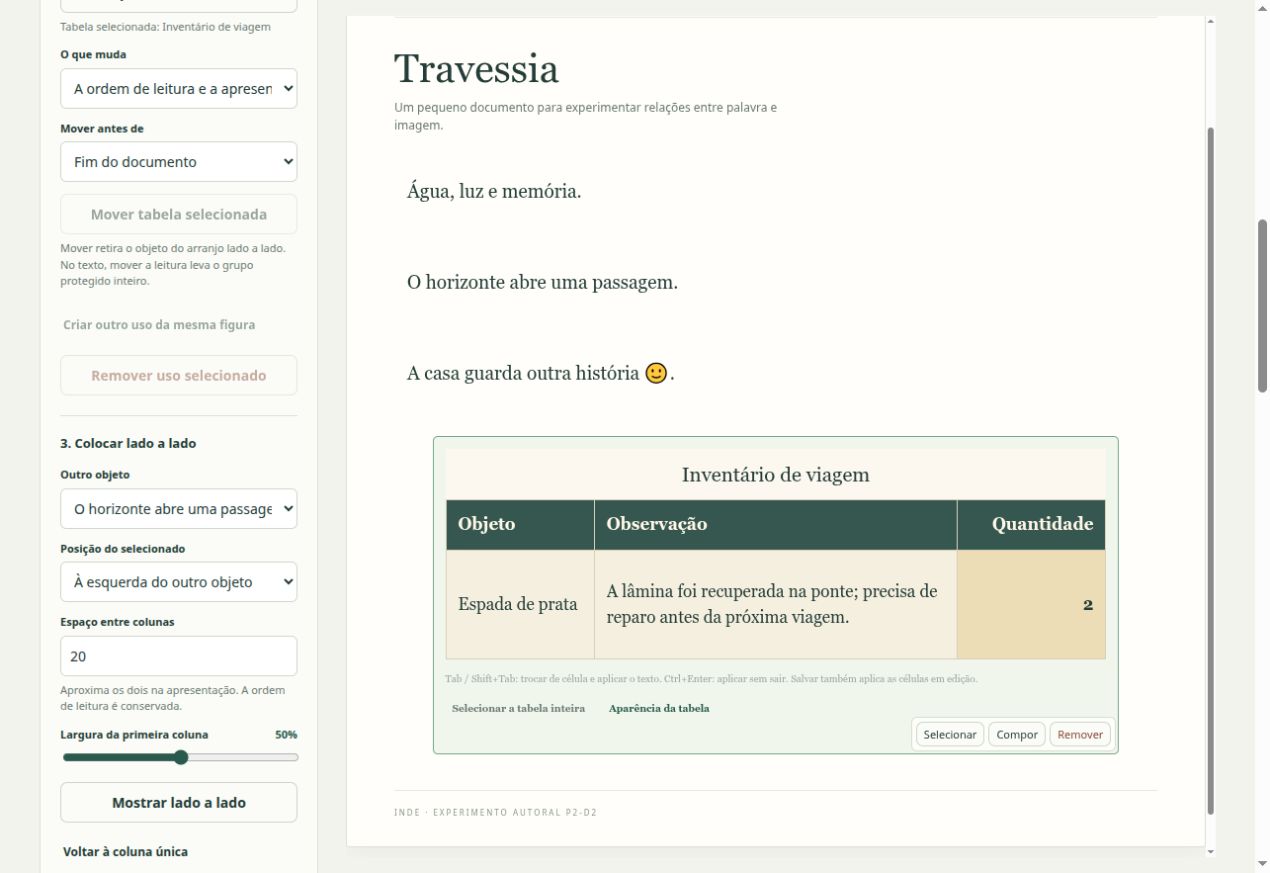 Tabela selecionada: Inventário de viagem
O que muda
A ordem de leitura e a apresen
Mover antes de
Fim do documento
Mover tabela selecionada
Mover retira o objeto do arranjo lado a lado.
No texto, mover a leitura leva o grupo
protegido inteiro.
Criar outro uso da mesma figura
Remover uso selecionado
3. Colocar lado a lado
Outro objeto
O horizonte abre uma passage
Posição do selecionado
À esquerda do outro objeto
Espaço entre colunas
20
Aproxima os dois na apresentação. A ordem
de leitura é conservada.
Largura da primeira coluna 50%
Mostrar lado a lado
Voltar à coluna única
Travessia
Um pequeno documento para experimentar relações entre palavra e
imagem.
Água, luz e memória.
O horizonte abre uma passagem.
A casa guarda outra história 🙂.
Inventário de viagem
Objeto Observação Quantidade
Espada de prata A lâmina foi recuperada na ponte; precisa de
reparo antes da próxima viagem. 2
Tab / Shift+Tab: trocar de célula e aplicar o texto. Ctrl+Enter: aplicar sem sair. Salvar também aplica as células em edição.
Selecionar a tabela inteira Aparência da tabela
Selecionar Compor Remover
INDE · EXPERIMENTO AUTORAL P2-D2